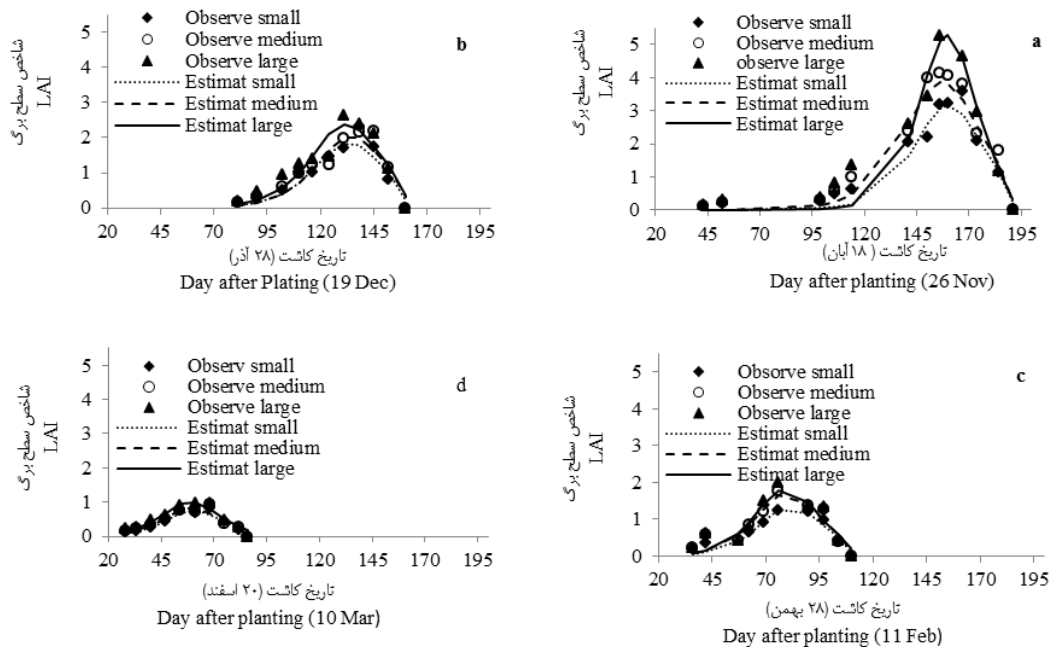 b
شاخص سطح برگ
LAI
5
4
3
2
1
0
Observe small
Observe medium
Observe large
Estimat small
Estimat medium
Estimat large
20 45 70 95 120 145 170 195
تاریخ کاشت (۲۸ آذر)
Day after Plating (19 Dec)
a
شاخص سطح برگ
LAI
5
4
3
2
1
0
Observe small
Observe medium
observe large
Estimat small
Estimat medium
Estimat large
20 45 70 95 120 145 170 195
تاریخ کاشت (۱۸ آبان)
Day after planting (26 Nov)
d
شاخص سطح برگ
LAI
5
4
3
2
1
0
Observ small
Observe medium
Observe large
Estimat small
Estimat medium
Estimat large
20 45 70 95 120 145 170 195
تاریخ کاشت (۲۰ اسفند)
Day after planting (10 Mar)
c
شاخص سطح برگ
LAI
5
4
3
2
1
0
Obsorve small
Observe medium
Observe large
Estimat small
Estimat medium
Estimat large
20 45 70 95 120 145 170 195
تاریخ کاشت (۲۸ بهمن)
Day after planting (11 Feb)